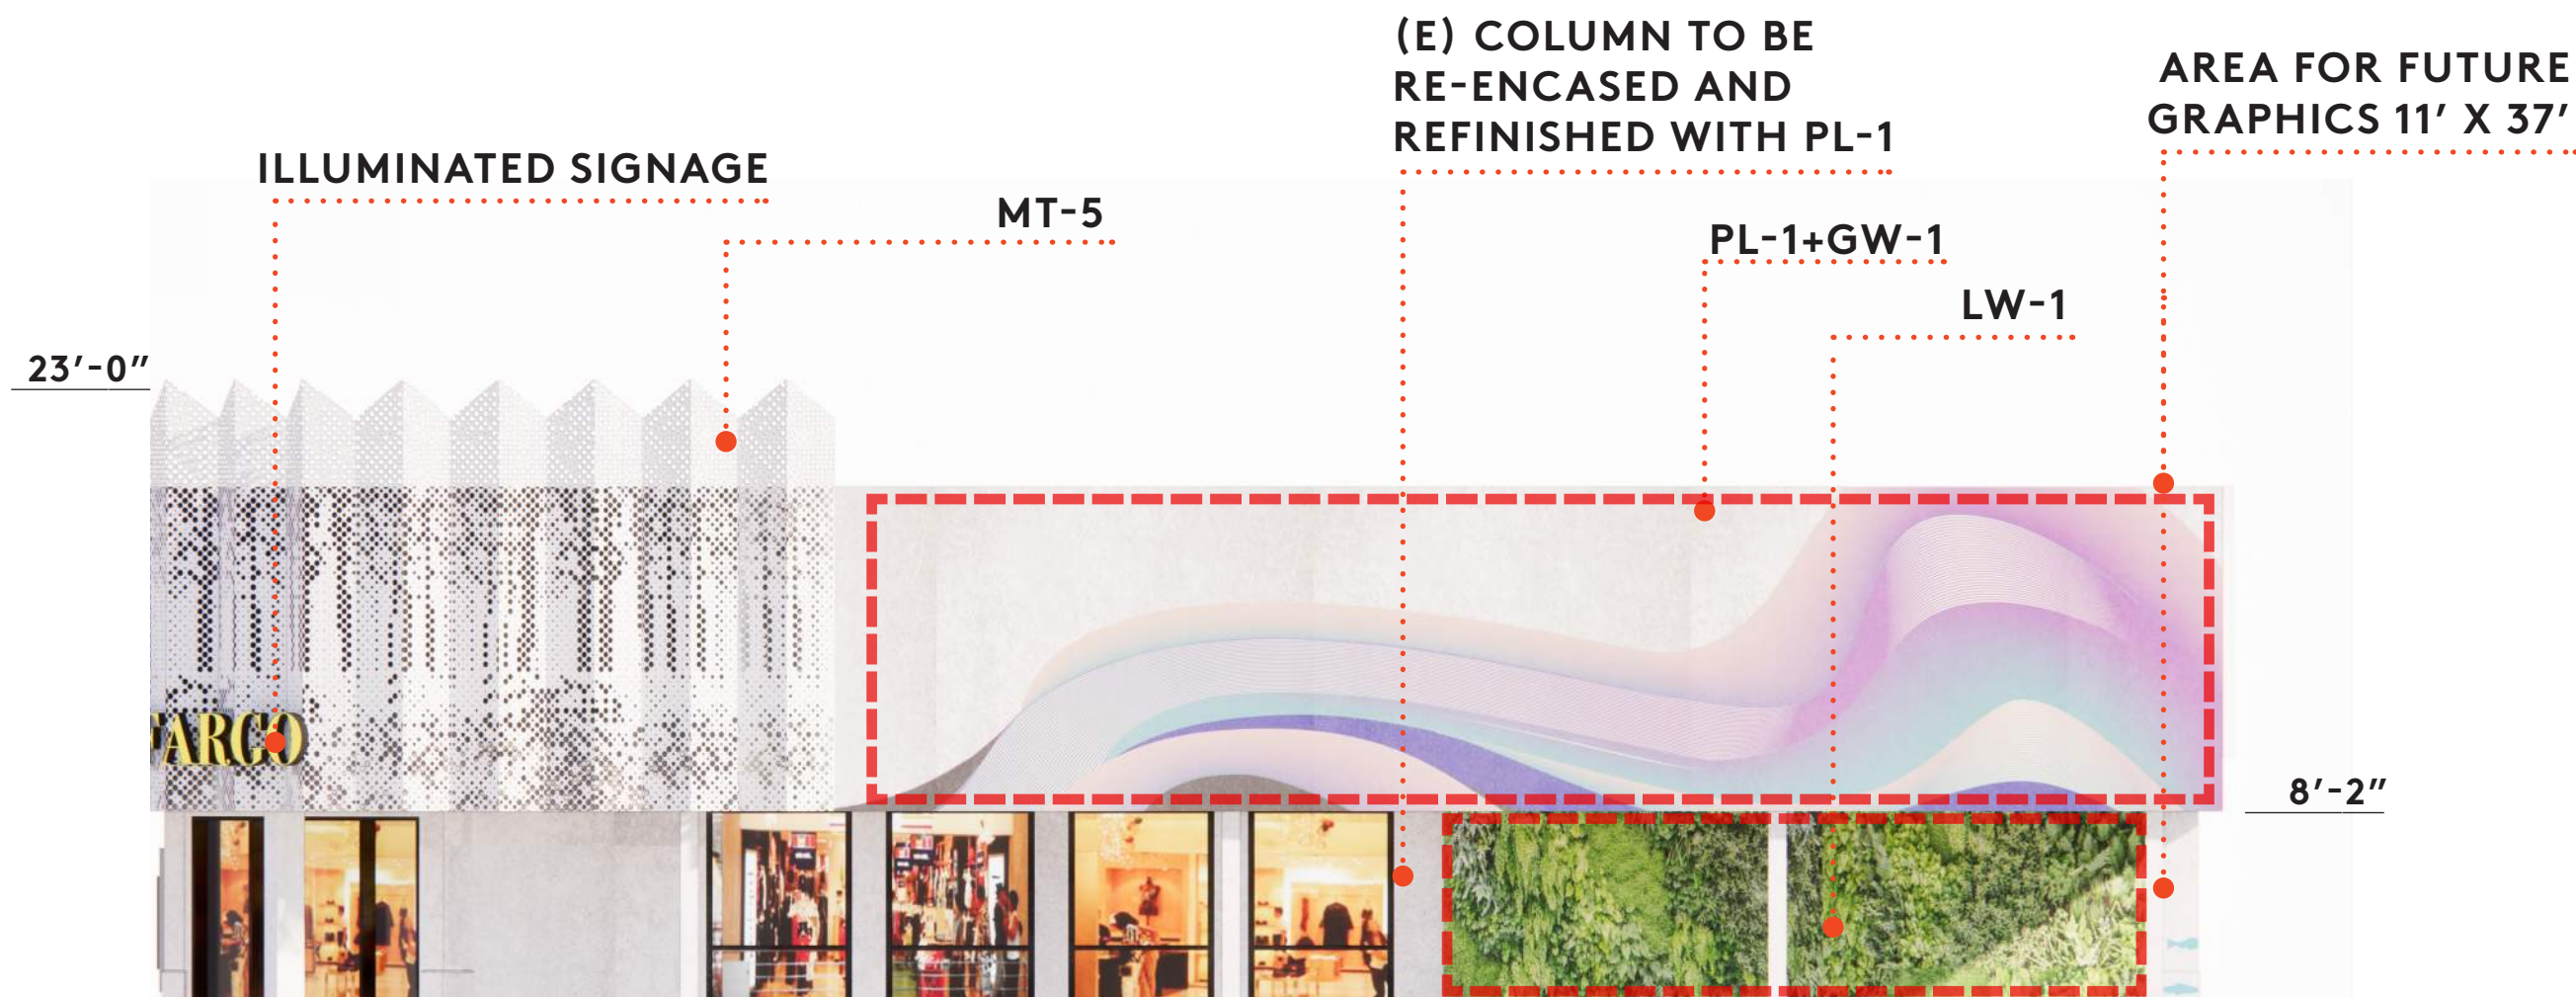 (E) COLUMN TO BE
RE-ENCASED AND
REFINISHED WITH PL-1
AREA FOR FUTURE
GRAPHICS 11′ X 37′
ILLUMINATED SIGNAGE
MT-5
PL-1+GW-1
LW-1
23′-0″
FARGO
8′-2″